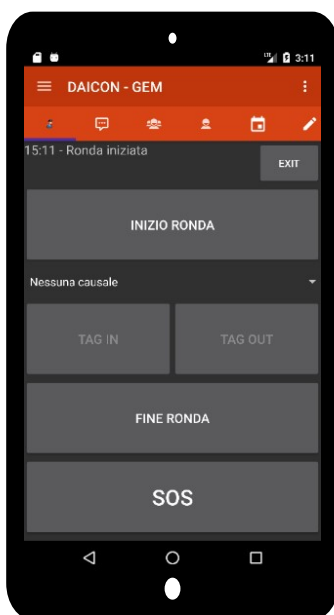 LTE 3:11
DAICON - GEM
15:11 - Ronda iniziata
EXIT
INIZIO RONDA
Nessuna causale
TAG IN TAG OUT
FINE RONDA
SOS